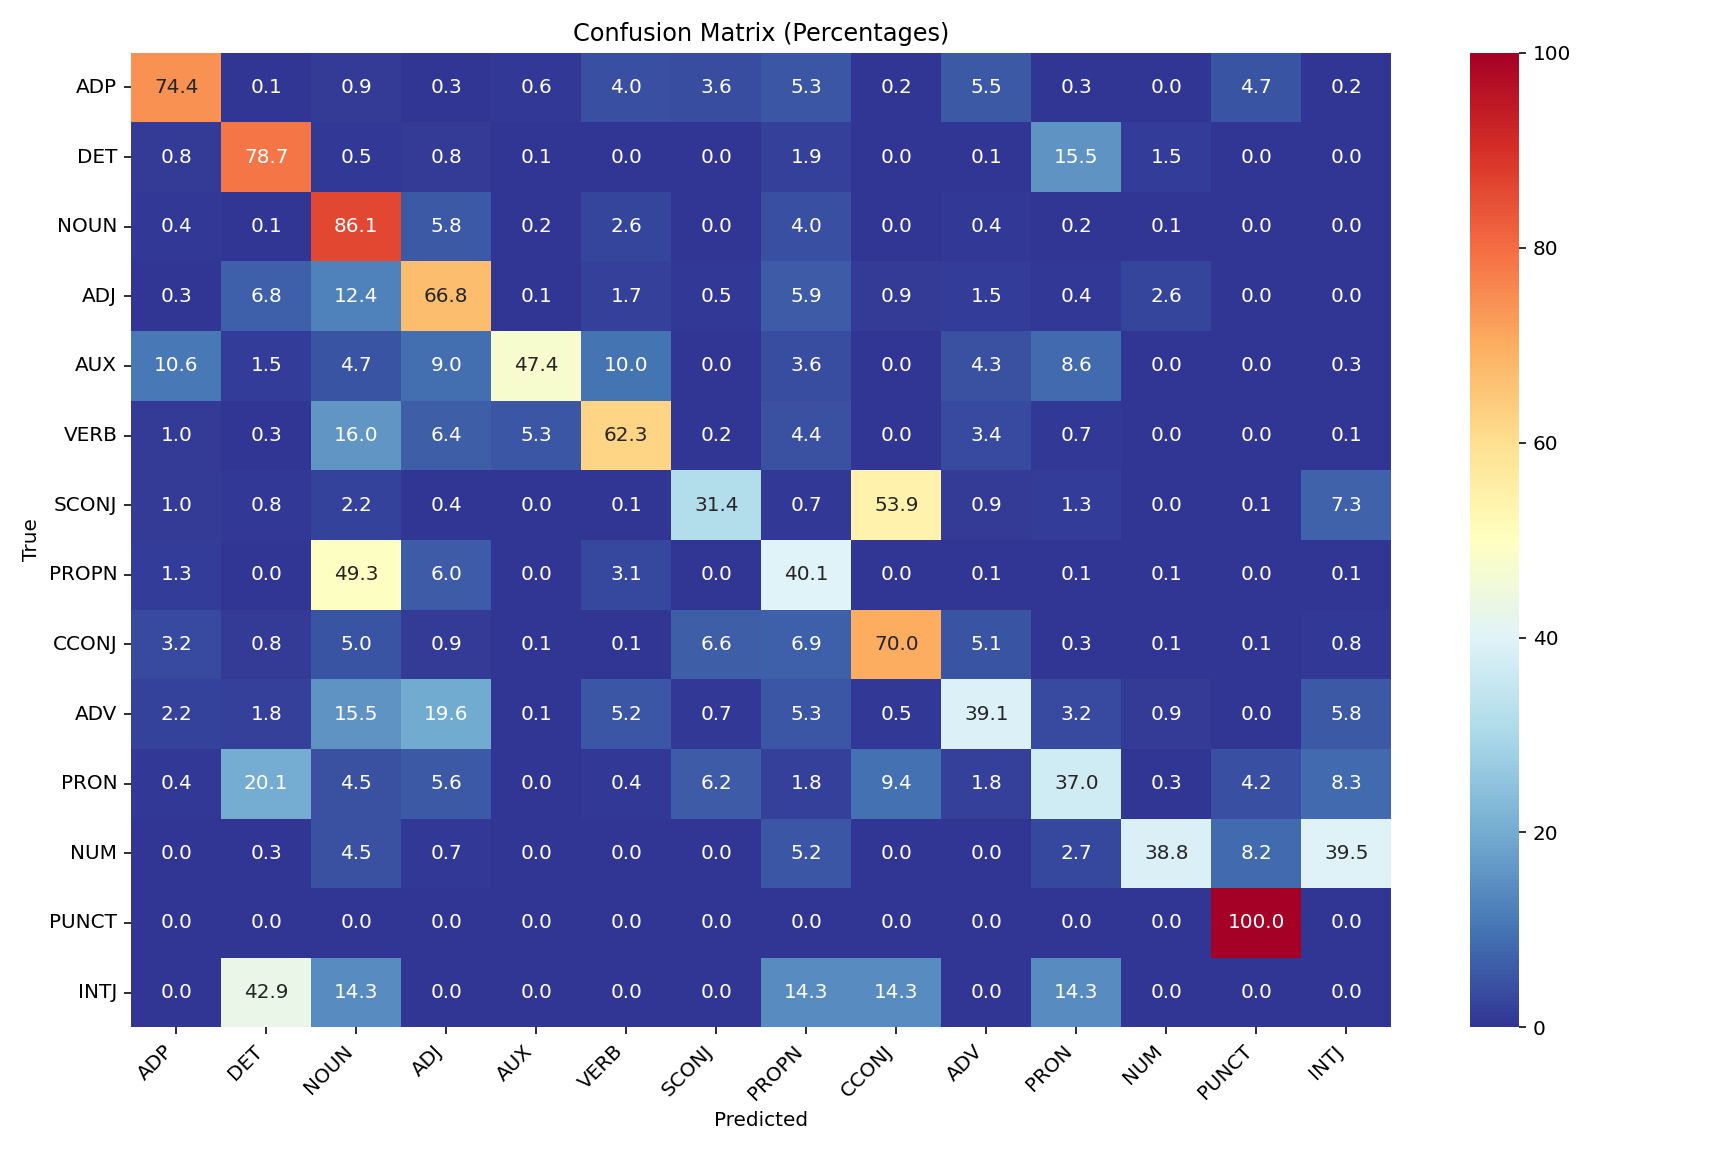 Confusion Matrix (Percentages)
ADP 74.4 0.1 0.9 0.3 0.6 4.0 3.6 5.3 0.2 5.5 0.3 0.0 4.7 0.2
DET 0.8 78.7 0.5 0.8 0.1 0.0 0.0 1.9 0.0 0.1 15.5 1.5 0.0 0.0
NOUN 0.4 0.1 86.1 5.8 0.2 2.6 0.0 4.0 0.0 0.4 0.2 0.1 0.0 0.0
ADJ 0.3 6.8 12.4 66.8 0.1 1.7 0.5 5.9 0.9 1.5 0.4 2.6 0.0 0.0
AUX 10.6 1.5 4.7 9.0 47.4 10.0 0.0 3.6 0.0 4.3 8.6 0.0 0.0 0.3
VERB 1.0 0.3 16.0 6.4 5.3 62.3 0.2 4.4 0.0 3.4 0.7 0.0 0.0 0.1
SCONJ 1.0 0.8 2.2 0.4 0.0 0.1 31.4 0.7 53.9 0.9 1.3 0.0 0.1 7.3
PROPN 1.3 0.0 49.3 6.0 0.0 3.1 0.0 40.1 0.0 0.1 0.1 0.1 0.0 0.1
CCONJ 3.2 0.8 5.0 0.9 0.1 0.1 6.6 6.9 70.0 5.1 0.3 0.1 0.1 0.8
ADV 2.2 1.8 15.5 19.6 0.1 5.2 0.7 5.3 0.5 39.1 3.2 0.9 0.0 5.8
PRON 0.4 20.1 4.5 5.6 0.0 0.4 6.2 1.8 9.4 1.8 37.0 0.3 4.2 8.3
NUM 0.0 0.3 4.5 0.7 0.0 0.0 0.0 5.2 0.0 0.0 2.7 38.8 8.2 39.5
PUNCT 0.0 0.0 0.0 0.0 0.0 0.0 0.0 0.0 0.0 0.0 0.0 0.0 100.0 0.0
INTJ 0.0 42.9 14.3 0.0 0.0 0.0 0.0 14.3 14.3 0.0 14.3 0.0 0.0 0.0
ADP DET NOUN ADJ AUX VERB SCONJ PROPN CCONJ ADV PRON NUM PUNCT INTJ
Predicted
True
100
80
60
40
20
0